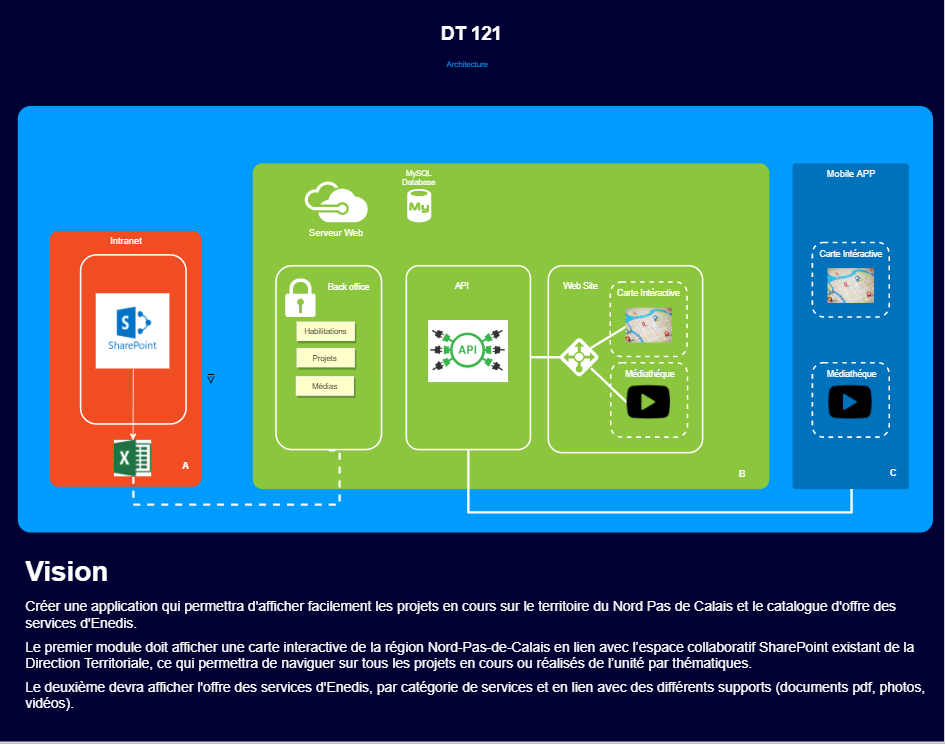 DT 121
Architecture
MySQL
Database
My
Serveur Web
Mobile APP
Intranet
Carte Intéractive
Back office
API
Web Site
Carte Intéractive
S
SharePoint
Habilitations
API
Projets
Médiathéque
Médiathéque
Médias
X
A
B
C
Vision
Créer une application qui permettra d'afficher facilement les projets en cours sur le territoire du Nord Pas de Calais et le catalogue d'offre des
services d'Enedis.
Le premier module doit afficher une carte interactive de la région Nord-Pas-de-Calais en lien avec l’espace collaboratif SharePoint existant de la
Direction Territoriale, ce qui permettra de naviguer sur tous les projets en cours ou réalisés de l’unité par thématiques.
Le deuxième devra afficher l'offre des services d'Enedis, par catégorie de services et en lien avec des différents supports (documents pdf, photos,
vidéos).